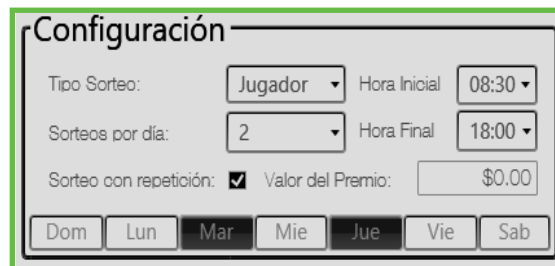 Configuración
Tipo Sorteo: Jugador Hora Inicial 08:30
Sorteos por día: 2 Hora Final 18:00
Sorteo con repetición: Valor del Premio: $0.00
Dom Lun Mar Mie Jue Vie Sab